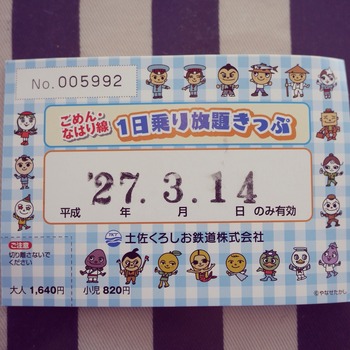 No. 005992
ごめん・なはり線
1日乗り放題きっぷ
'27. 3. 14
平成 年 月 日 のみ有効
土佐くろしお鉄道株式会社
ご注意
切り離さないで
ください
大人 1,640円 小児 820円
©やなせたかし